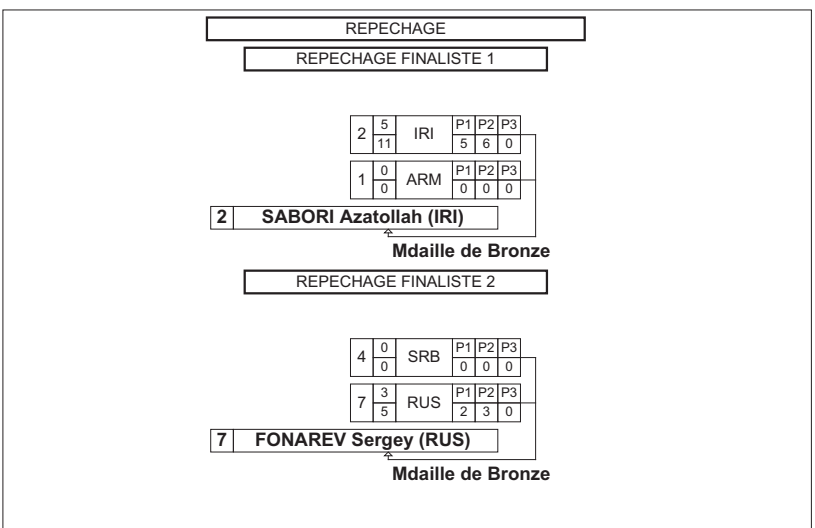 REPECHAGE
REPECHAGE FINALISTE 1
2 5 IRI P1 P2 P3
11 5 6 0
1 0 ARM P1 P2 P3
0 0 0 0
2 SABORI Azatollah (IRI)
Mdaille de Bronze
REPECHAGE FINALISTE 2
4 0 SRB P1 P2 P3
0 0 0 0
7 3 RUS P1 P2 P3
5 2 3 0
7 FONAREV Sergey (RUS)
Mdaille de Bronze